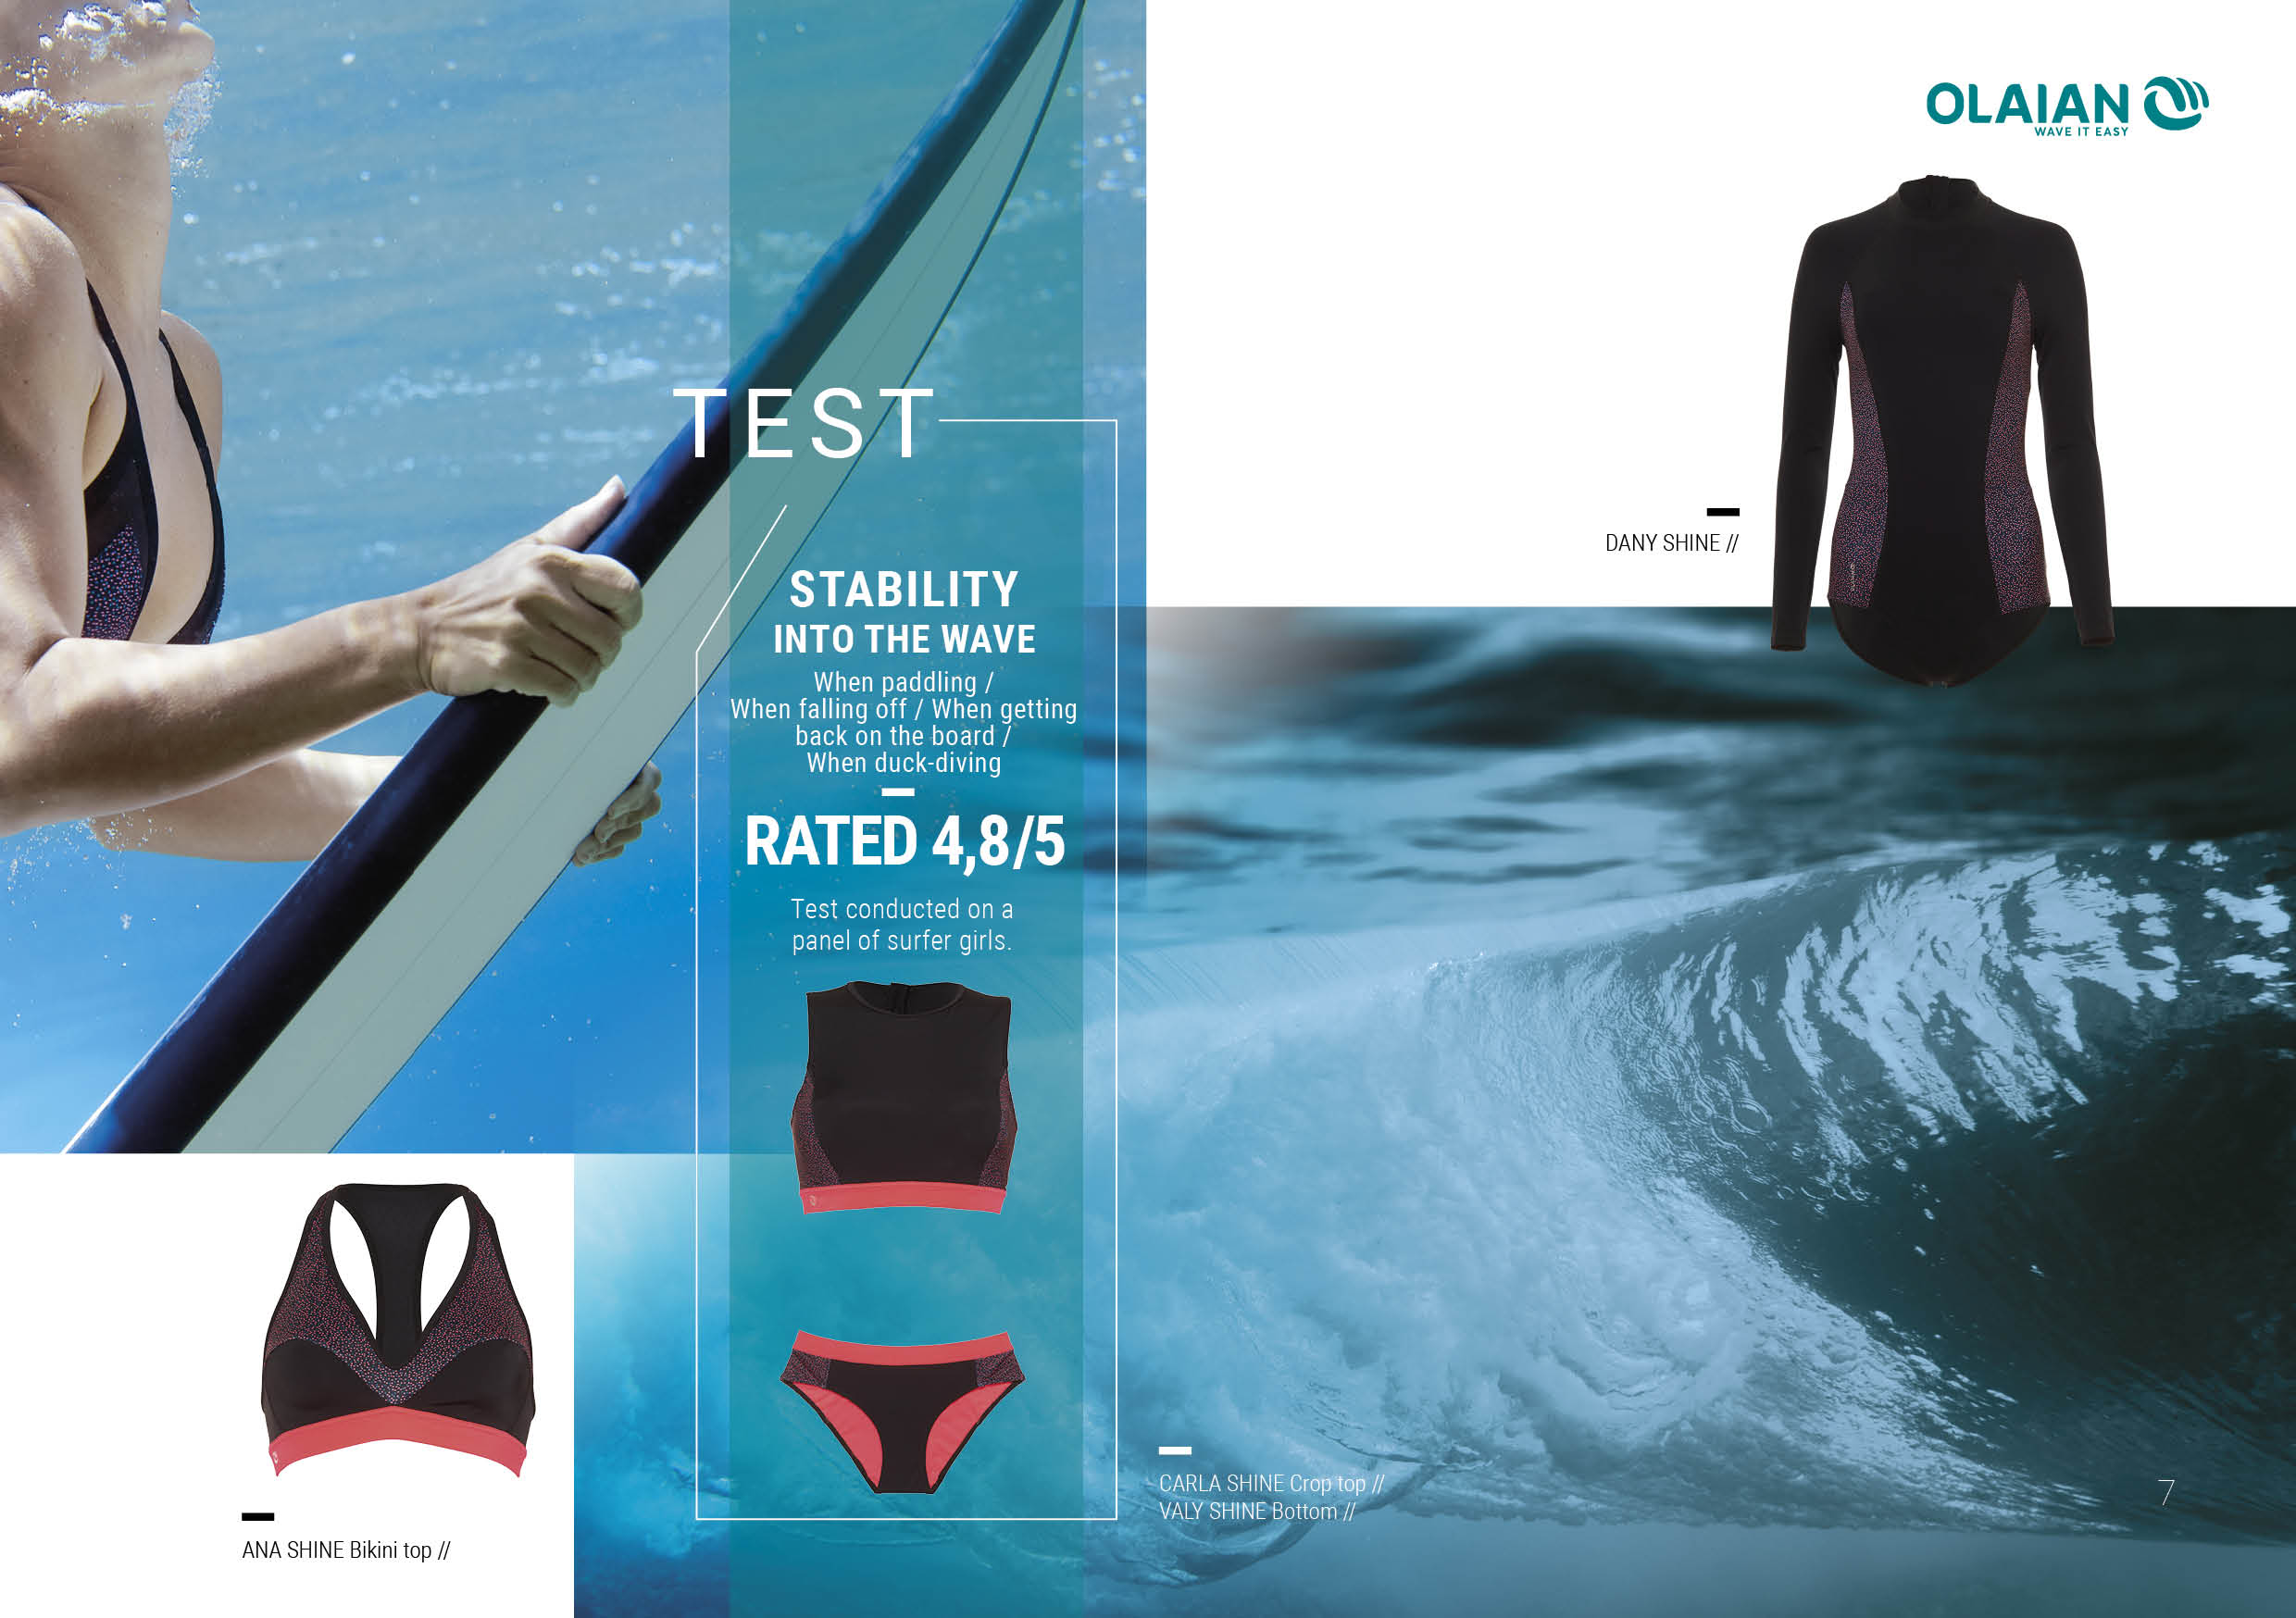 OLAIAN
WAVE IT EASY
TEST
STABILITY
INTO THE WAVE
When paddling /
When falling off / When getting
back on the board /
When duck-diving
RATED 4,8/5
Test conducted on a
panel of surfer girls.
DANY SHINE //
ANA SHINE Bikini top //
CARLA SHINE Crop top //
VALY SHINE Bottom //
7